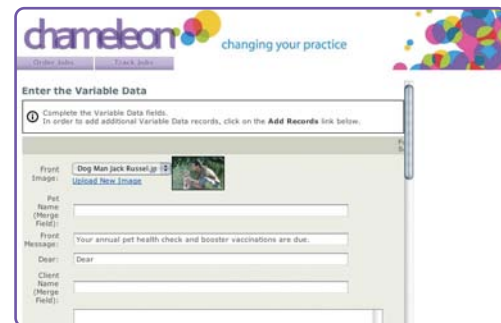 chameleon
changing your practice
Order Jobs Track Jobs
Enter the Variable Data
Complete the Variable Data fields.
In order to add additional Variable Data records, click on the Add Records link below.
Front Image: Dog Man Jack Russel.jp
Upload New Image
Pet Name (Merge Field):
Front Message: Your annual pet health check and booster vaccinations are due.
Dear: Dear
Client Name (Merge Field):